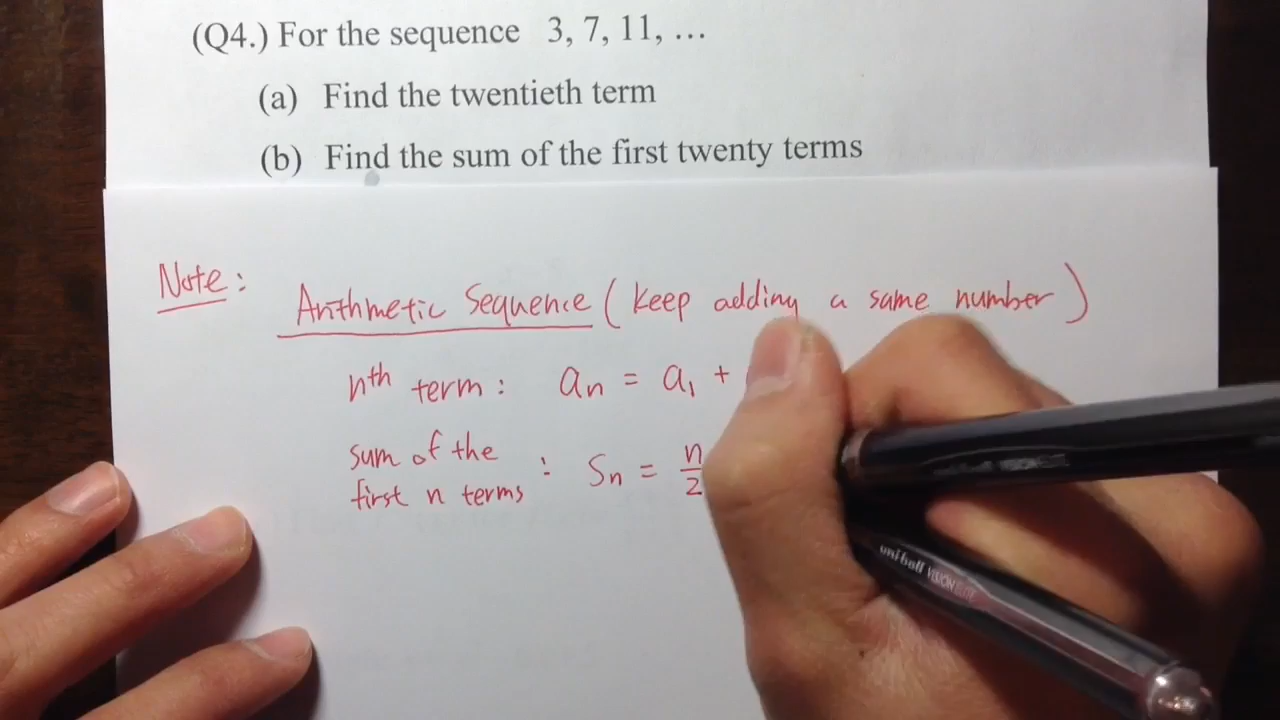 (Q4.) For the sequence 3, 7, 11, ...
(a) Find the twentieth term
(b) Find the sum of the first twenty terms
Note: Arithmetic Sequence (keep adding a same number)
nth term : an = a1 +
sum of the
first n terms : Sn = n/2
uni-ball VISION ELITE